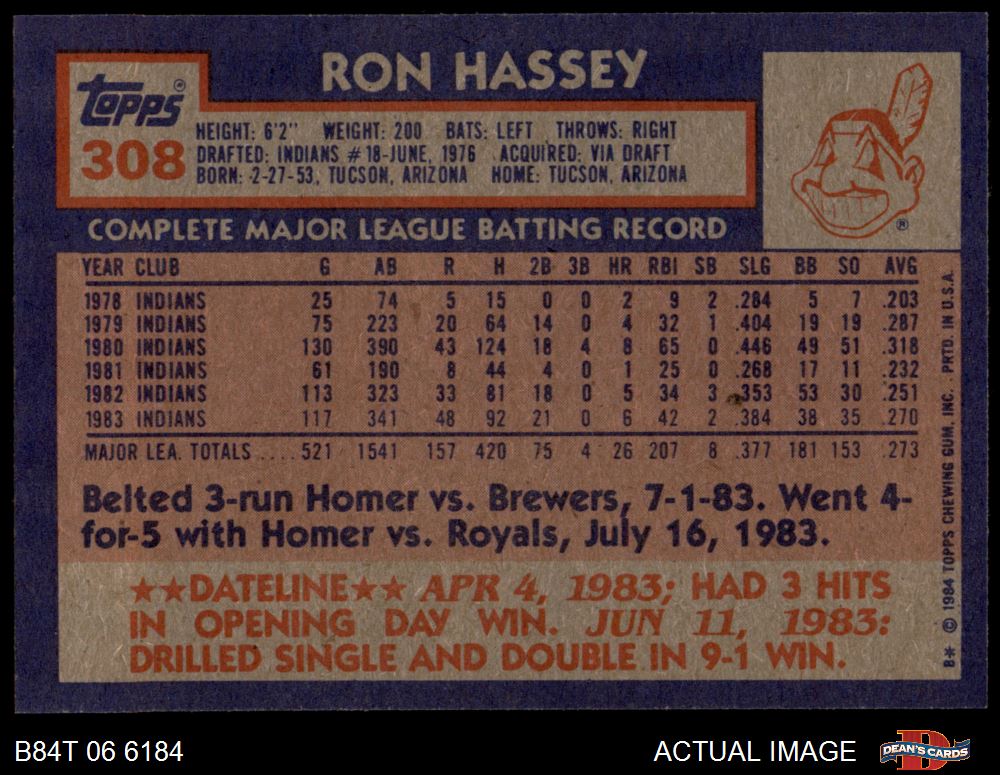 RON HASSEY
Topps®
308
HEIGHT: 6'2" WEIGHT: 200 BATS: LEFT THROWS: RIGHT
DRAFTED: INDIANS #18-JUNE, 1976 ACQUIRED: VIA DRAFT
BORN: 2-27-53, TUCSON, ARIZONA HOME: TUCSON, ARIZONA
®
COMPLETE MAJOR LEAGUE BATTING RECORD
YEAR CLUB G AB R H 2B 3B HR RBI SB SLG BB SO AVG
1978 INDIANS 25 74 5 15 0 0 2 9 2 .284 5 7 .203
1979 INDIANS 75 223 20 64 14 0 4 32 1 .404 19 19 .287
1980 INDIANS 130 390 43 124 18 4 8 65 0 .446 49 51 .318
1981 INDIANS 61 190 8 44 4 0 1 25 0 .268 17 11 .232
1982 INDIANS 113 323 33 81 18 0 5 34 3 .353 53 30 .251
1983 INDIANS 117 341 48 92 21 0 6 42 2 .384 38 35 .270
MAJOR LEA. TOTALS .... 521 1541 157 420 75 4 26 207 8 .377 181 153 .273
Belted 3-run Homer vs. Brewers, 7-1-83. Went 4-
for-5 with Homer vs. Royals, July 16, 1983.
★★DATELINE★★ APR 4, 1983; HAD 3 HITS
IN OPENING DAY WIN. JUN 11, 1983:
DRILLED SINGLE AND DOUBLE IN 9-1 WIN.
B* © 1984 TOPPS CHEWING GUM, INC. PRTD. IN U.S.A.
B84T 06 6184
ACTUAL IMAGE
D
DEAN'S CARDS